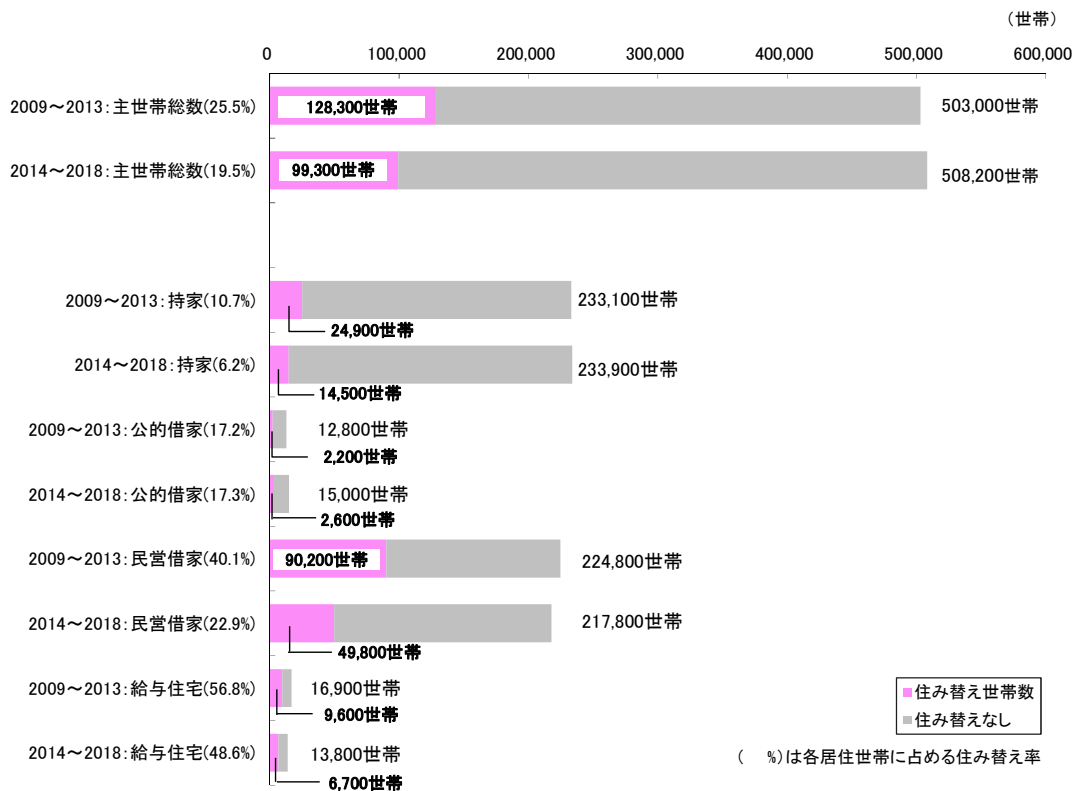 （世帯）
0 100,000 200,000 300,000 400,000 500,000 600,000
2009～2013：主世帯総数(25.5%) 128,300世帯 503,000世帯
2014～2018：主世帯総数(19.5%) 99,300世帯 508,200世帯
2009～2013：持家(10.7%) 233,100世帯
24,900世帯
2014～2018：持家(6.2%) 233,900世帯
14,500世帯
2009～2013：公的借家(17.2%) 12,800世帯
2,200世帯
2014～2018：公的借家(17.3%) 15,000世帯
2,600世帯
2009～2013：民営借家(40.1%) 90,200世帯 224,800世帯
2014～2018：民営借家(22.9%) 217,800世帯
49,800世帯
2009～2013：給与住宅(56.8%) 16,900世帯
9,600世帯
2014～2018：給与住宅(48.6%) 13,800世帯
6,700世帯
住み替え世帯数
住み替えなし
（　%）は各居住世帯に占める住み替え率